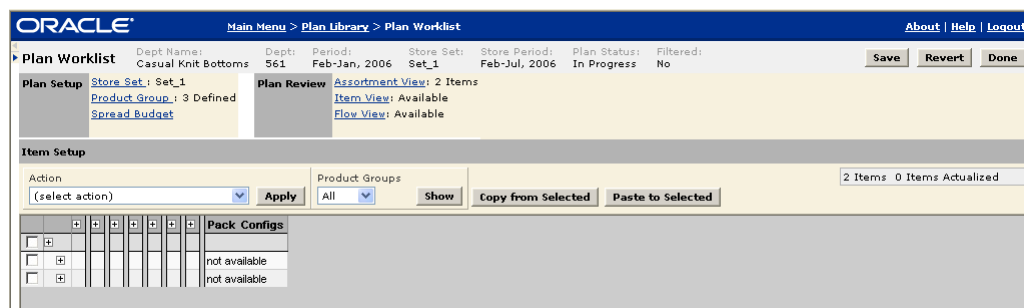 ORACLE® Main Menu > Plan Library > Plan Worklist About | Help | Logout
Plan Worklist Dept Name: Dept: Period: Store Set: Store Period: Plan Status: Filtered:
Casual Knit Bottoms 561 Feb-Jan, 2006 Set_1 Feb-Jul, 2006 In Progress No Save Revert Done
Plan Setup Store Set : Set_1 Plan Review Assortment View: 2 Items
Product Group : 3 Defined Item View: Available
Spread Budget Flow View: Available
Item Setup
Action Product Groups 2 Items 0 Items Actualized
(select action) Apply All Show Copy from Selected Paste to Selected
Pack Configs
not available
not available